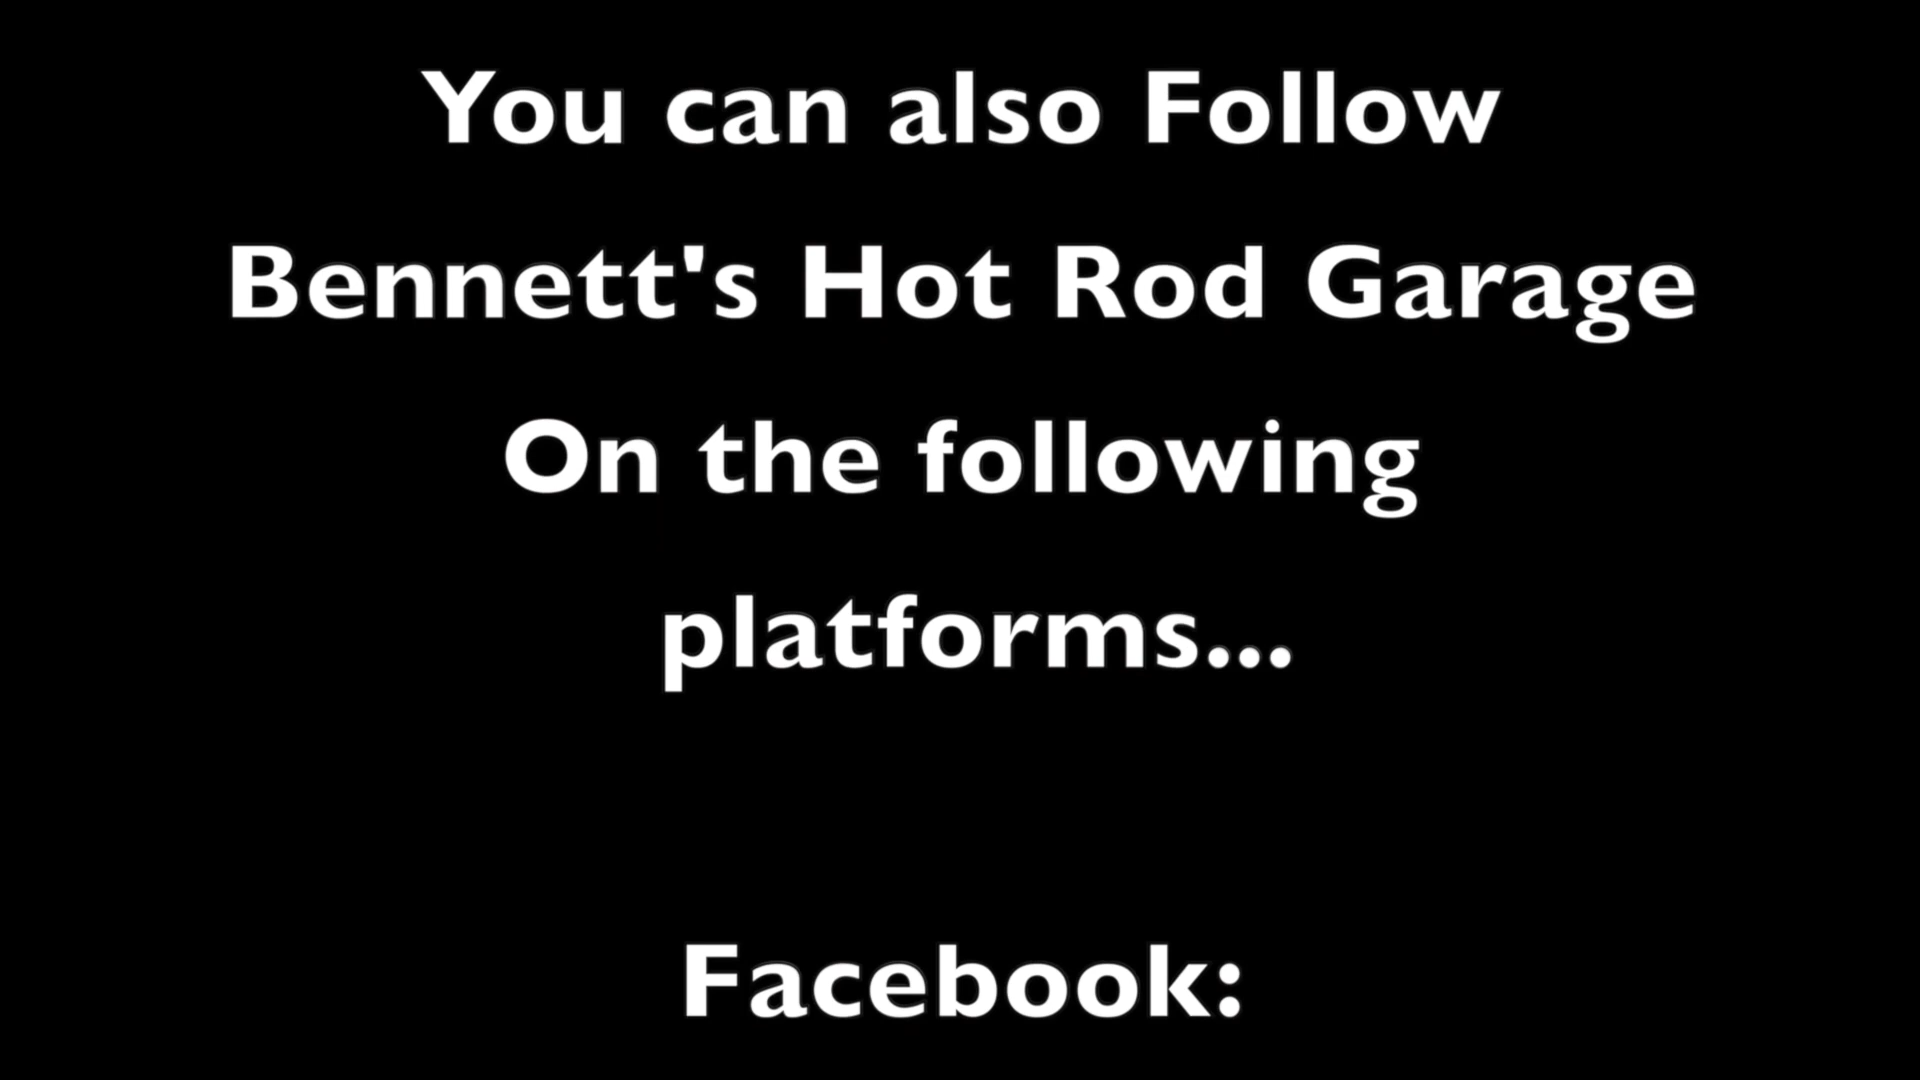 You can also Follow
Bennett's Hot Rod Garage
On the following
platforms...
Facebook: